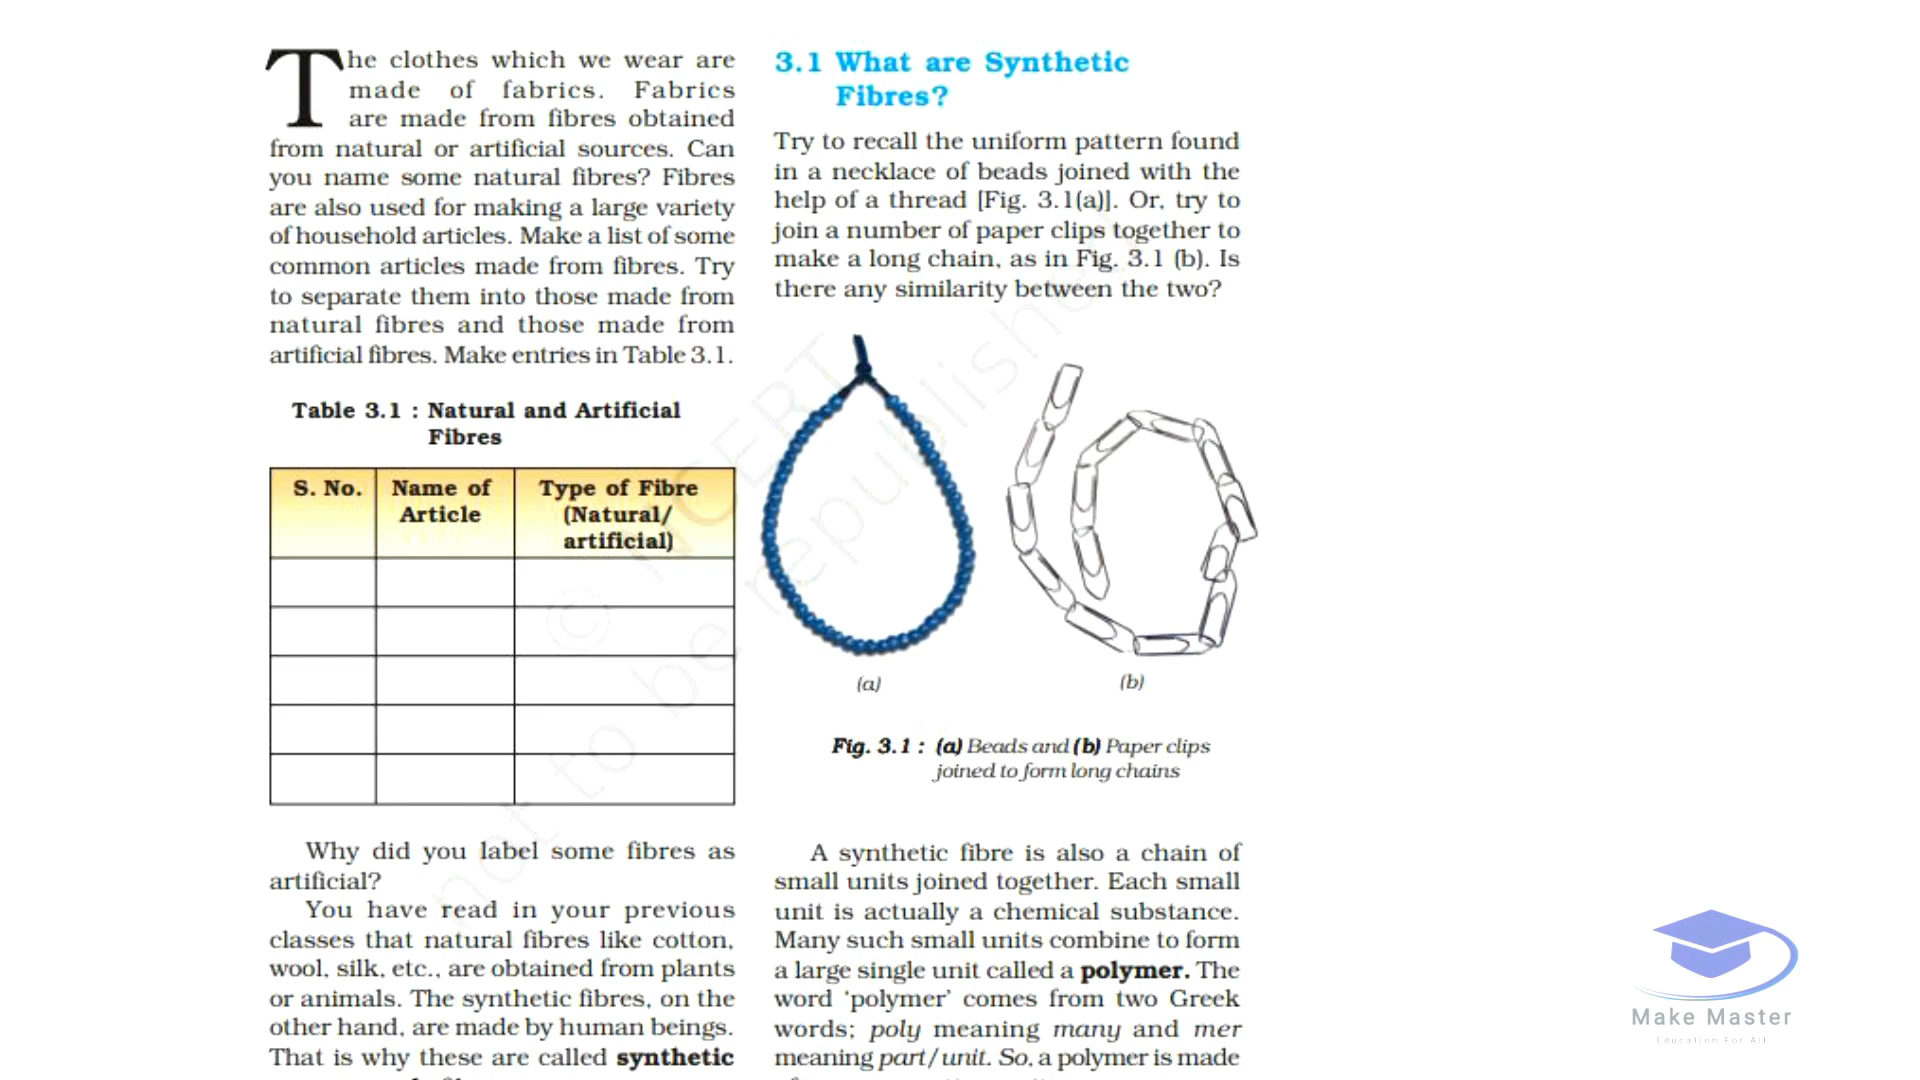 The clothes which we wear are
made of fabrics. Fabrics
are made from fibres obtained
from natural or artificial sources. Can
you name some natural fibres? Fibres
are also used for making a large variety
of household articles. Make a list of some
common articles made from fibres. Try
to separate them into those made from
natural fibres and those made from
artificial fibres. Make entries in Table 3.1.
Table 3.1 : Natural and Artificial
Fibres
S. No.
Name of
Article
Type of Fibre
(Natural/
artificial)
Why did you label some fibres as
artificial?
You have read in your previous
classes that natural fibres like cotton,
wool, silk, etc., are obtained from plants
or animals. The synthetic fibres, on the
other hand, are made by human beings.
That is why these are called synthetic
3.1 What are Synthetic
Fibres?
Try to recall the uniform pattern found
in a necklace of beads joined with the
help of a thread [Fig. 3.1(a)]. Or, try to
join a number of paper clips together to
make a long chain, as in Fig. 3.1 (b). Is
there any similarity between the two?
(a)
(b)
Fig. 3.1 : (a) Beads and (b) Paper clips
joined to form long chains
A synthetic fibre is also a chain of
small units joined together. Each small
unit is actually a chemical substance.
Many such small units combine to form
a large single unit called a polymer. The
word ‘polymer’ comes from two Greek
words; poly meaning many and mer
meaning part/unit. So, a polymer is made
© NCERT
not to be republished
Make Master
Education For All